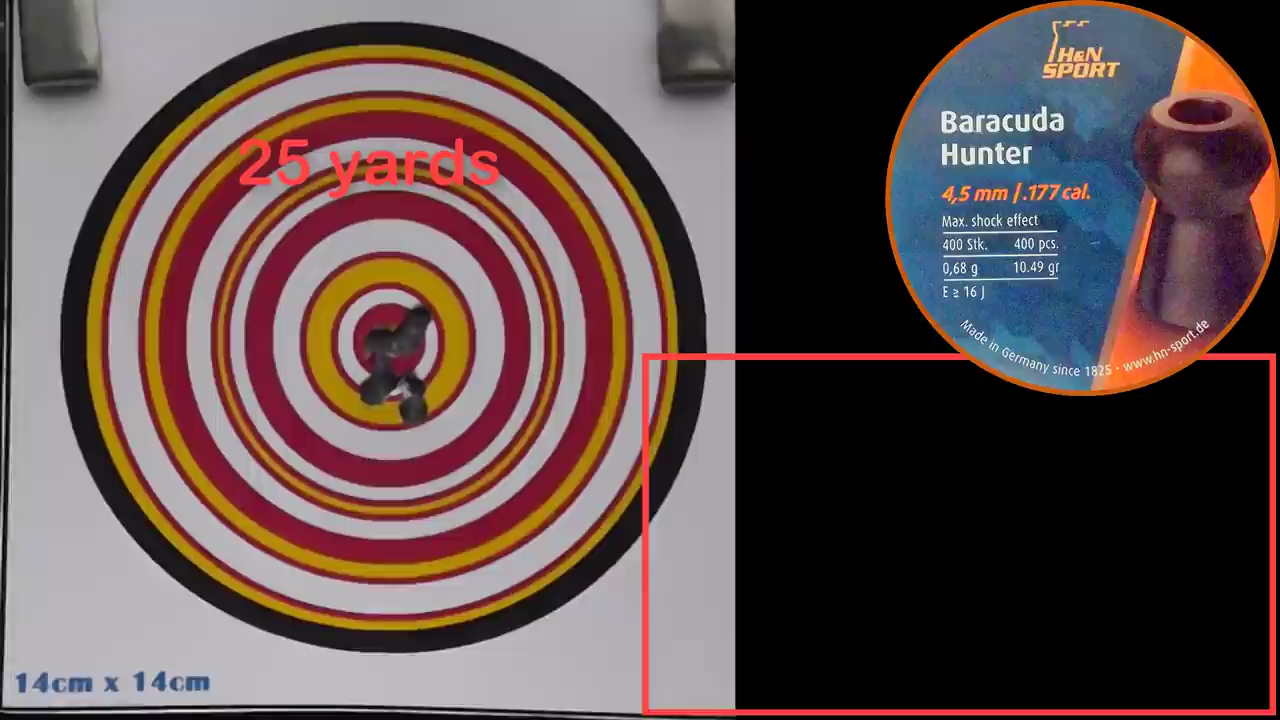 25 yards
14cm x 14cm
H&N
SPORT
Baracuda
Hunter
4,5 mm / .177 cal.
Max. shock effect
400 Stk. 400 pcs.
0,68 g 10.49 gr
E ≥ 16 J
Made in Germany since 1825 · www.hn-sport.de